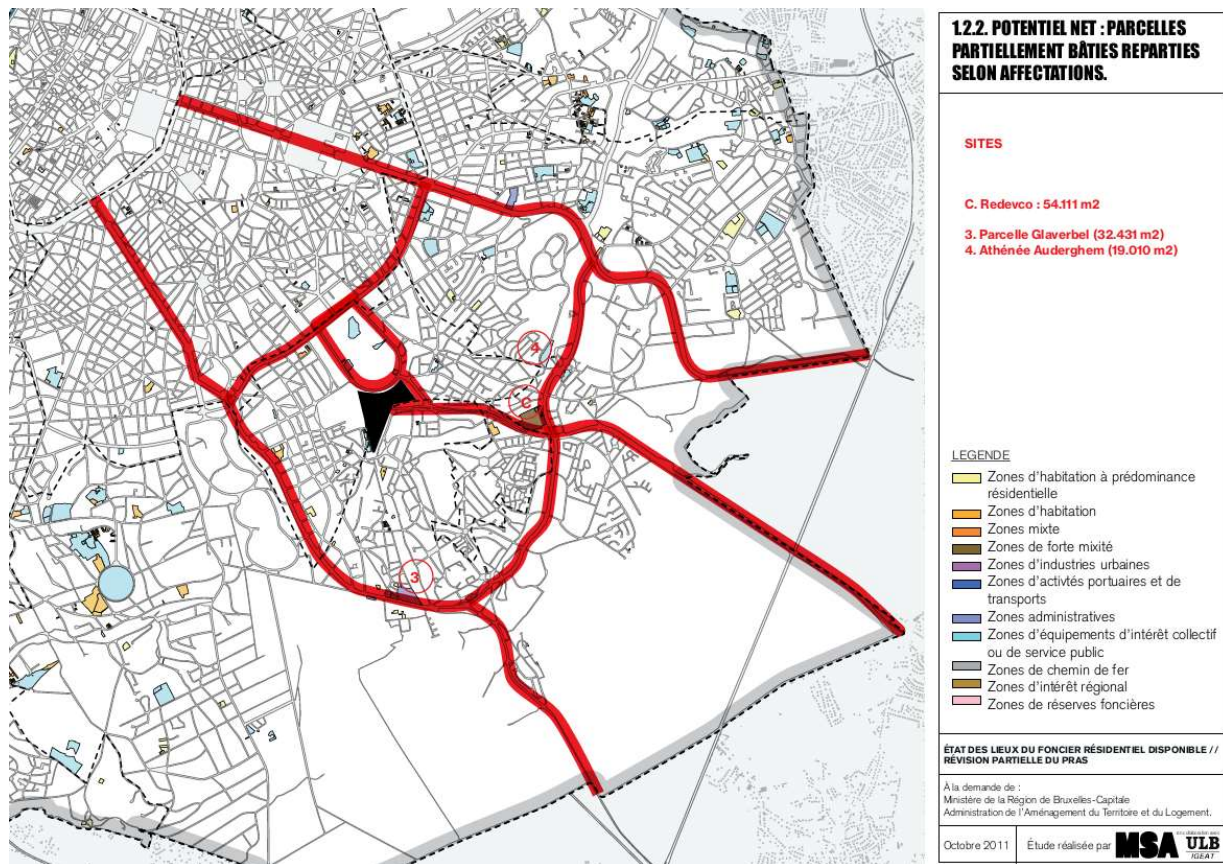 1.2.2. POTENTIEL NET : PARCELLES
PARTIELLEMENT BÂTIES REPARTIES
SELON AFFECTATIONS.
SITES
C. Redevco : 54.111 m2
3. Parcelle Glaverbel (32.431 m2)
4. Athénée Auderghem (19.010 m2)
4
C
3
LEGENDE
Zones d'habitation à prédominance
résidentielle
Zones d'habitation
Zones mixte
Zones de forte mixité
Zones d'industries urbaines
Zones d'activtés portuaires et de
transports
Zones administratives
Zones d'équipements d'intérêt collectif
ou de service public
Zones de chemin de fer
Zones d'intérêt régional
Zones de réserves foncières
ÉTAT DES LIEUX DU FONCIER RÉSIDENTIEL DISPONIBLE //
RÉVISION PARTIELLE DU PRAS
À la demande de :
Ministère de la Région de Bruxelles-Capitale
Administration de l'Aménagement du Territoire et du Logement.
Octobre 2011
Étude réalisée par
MSA
ULB
IGEAT